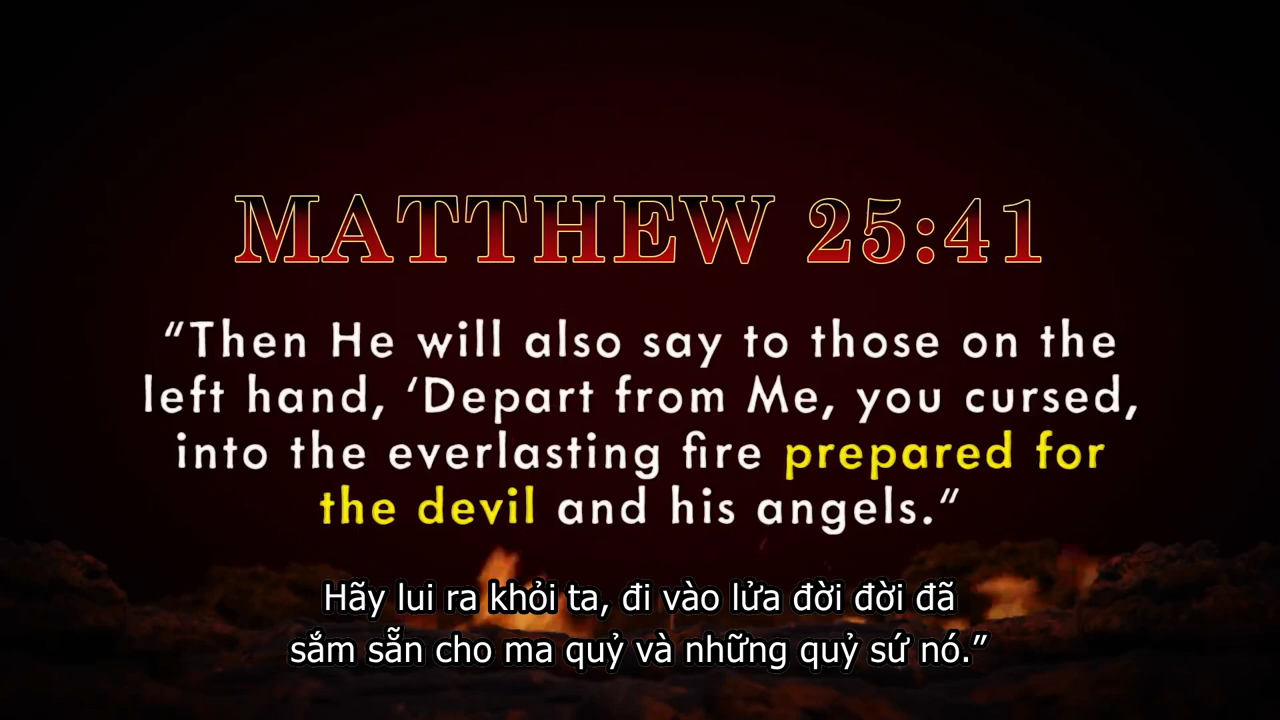 MATTHEW 25:41
“Then He will also say to those on the
left hand, ‘Depart from Me, you cursed,
into the everlasting fire prepared for
the devil and his angels.“
Hãy lui ra khỏi ta, đi vào lửa đời đời đã
sắm sẵn cho ma quỷ và những quỷ sứ nó.”